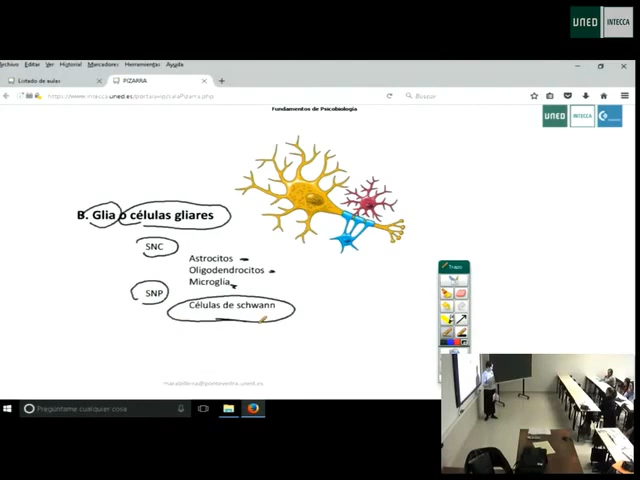 UNED INTECCA
Archivo Editar Ver Historial Marcadores Herramientas Ayuda
Listado de aulas
PIZARRA
Buscar
Fundamentos de Psicobiología
UNED INTECCA
B. Glia o células gliares
SNC
Astrocitos
Oligodendrocitos
Microglía
SNP
Células de schwann
Trazo
Pregúntame cualquier cosa